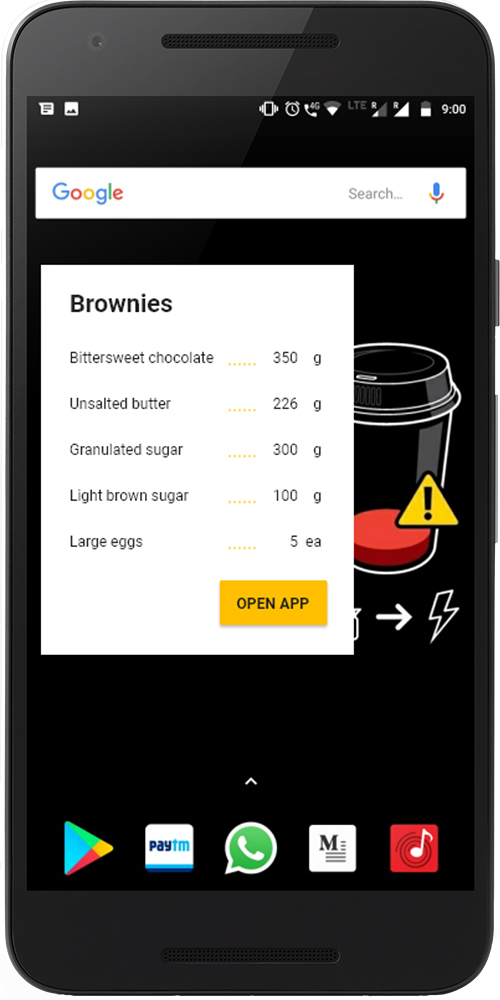 4G LTE R R 9:00
Google Search...
Brownies
Bittersweet chocolate ...... 350 g
Unsalted butter ...... 226 g
Granulated sugar ...... 300 g
Light brown sugar ...... 100 g
Large eggs ...... 5 ea
OPEN APP
paytm M